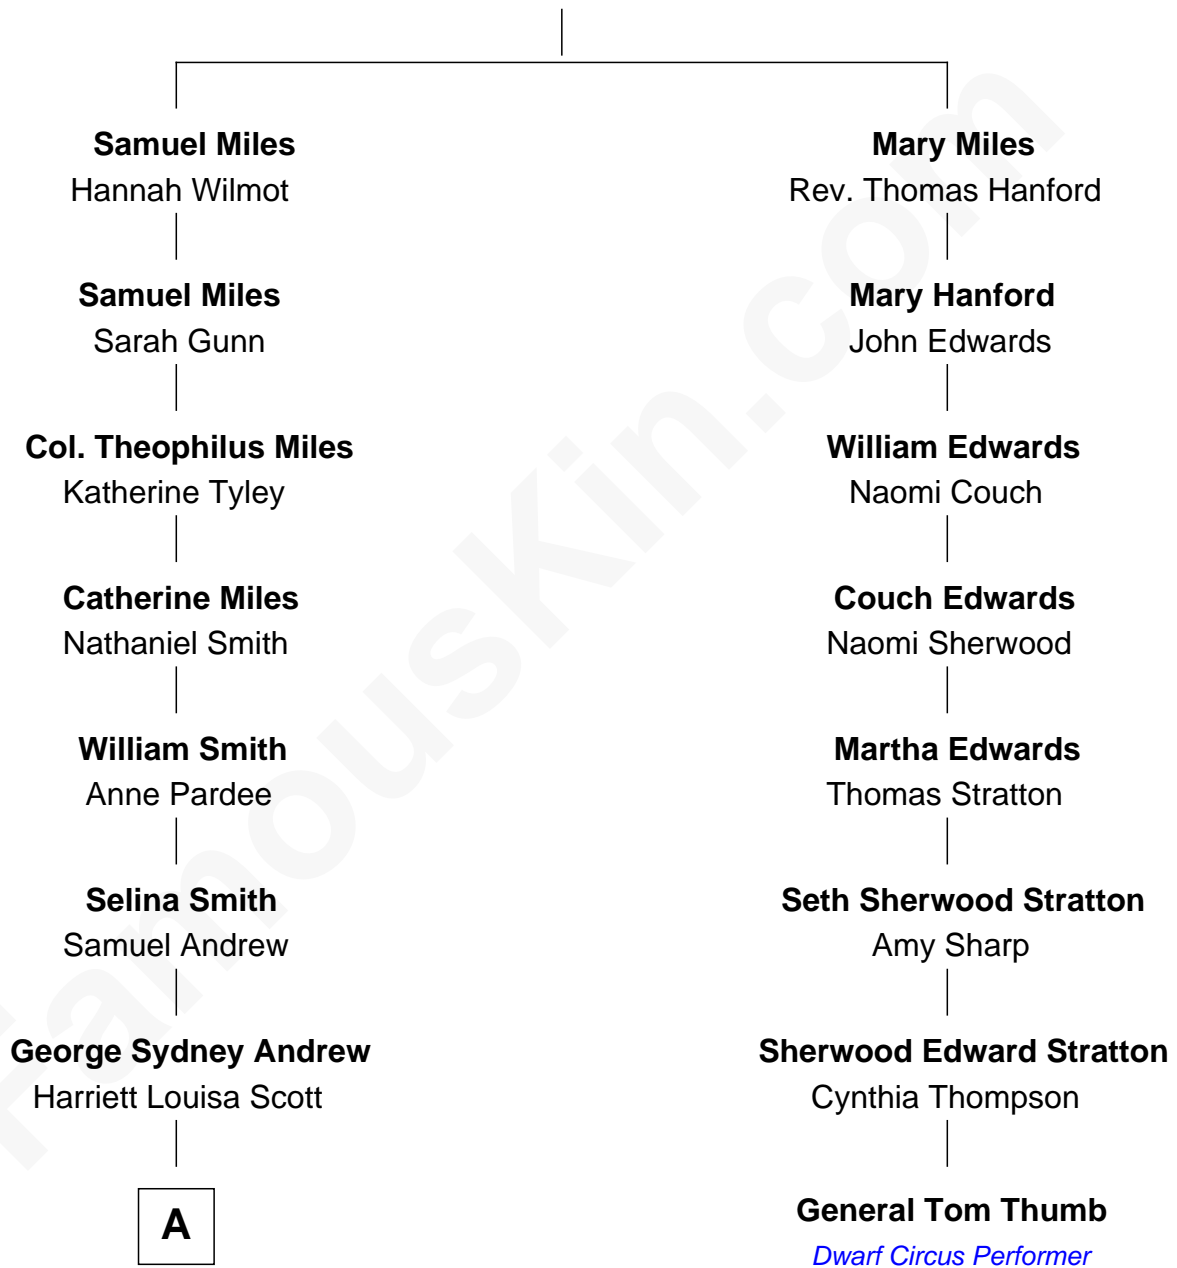 Samuel Miles
Hannah Wilmot
Samuel Miles
Sarah Gunn
Col. Theophilus Miles
Katherine Tyley
Catherine Miles
Nathaniel Smith
William Smith
Anne Pardee
Selina Smith
Samuel Andrew
George Sydney Andrew
Harriett Louisa Scott
A
Mary Miles
Rev. Thomas Hanford
Mary Hanford
John Edwards
William Edwards
Naomi Couch
Couch Edwards
Naomi Sherwood
Martha Edwards
Thomas Stratton
Seth Sherwood Stratton
Amy Sharp
Sherwood Edward Stratton
Cynthia Thompson
General Tom Thumb
Dwarf Circus Performer
FamousKin.com